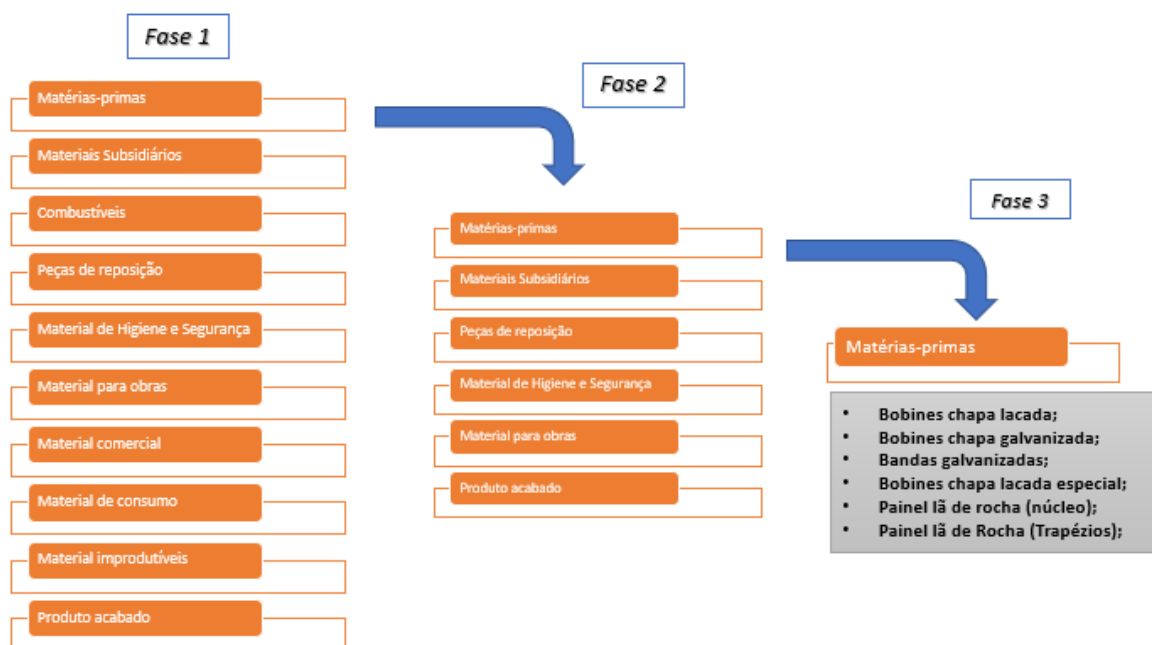 Fase 1
Matérias-primas
Materiais Subsidiários
Combustíveis
Peças de reposição
Material de Higiene e Segurança
Material para obras
Material comercial
Material de consumo
Material improdutíveis
Produto acabado
Fase 2
Matérias-primas
Materiais Subsidiários
Peças de reposição
Material de Higiene e Segurança
Material para obras
Produto acabado
Fase 3
Matérias-primas
• Bobines chapa lacada;
• Bobines chapa galvanizada;
• Bandas galvanizadas;
• Bobines chapa lacada especial;
• Painel lã de rocha (núcleo);
• Painel lã de Rocha (Trapézios);